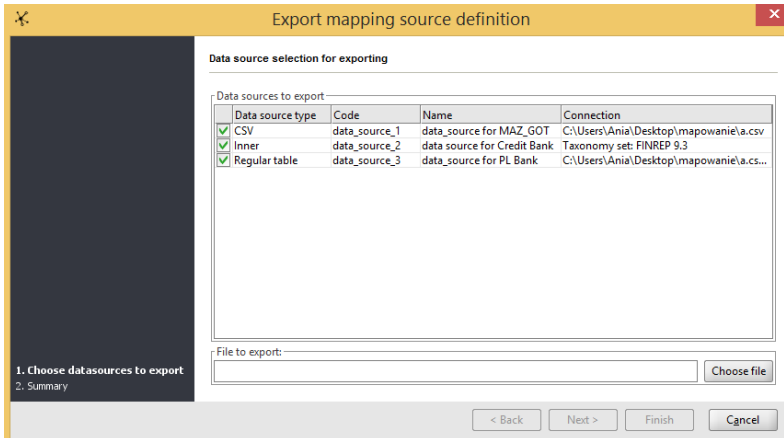 Export mapping source definition
Data source selection for exporting
Data sources to export
Data source type Code Name Connection
CSV data_source_1 data_source for MAZ_GOT C:\Users\Ania\Desktop\mapowanie\a.csv
Inner data_source_2 data source for Credit Bank Taxonomy set: FINREP 9.3
Regular table data_source_3 data_source for PL Bank C:\Users\Ania\Desktop\mapowanie\a.cs...
File to export:
Choose file
1. Choose datasources to export
2. Summary
< Back Next > Finish Cancel